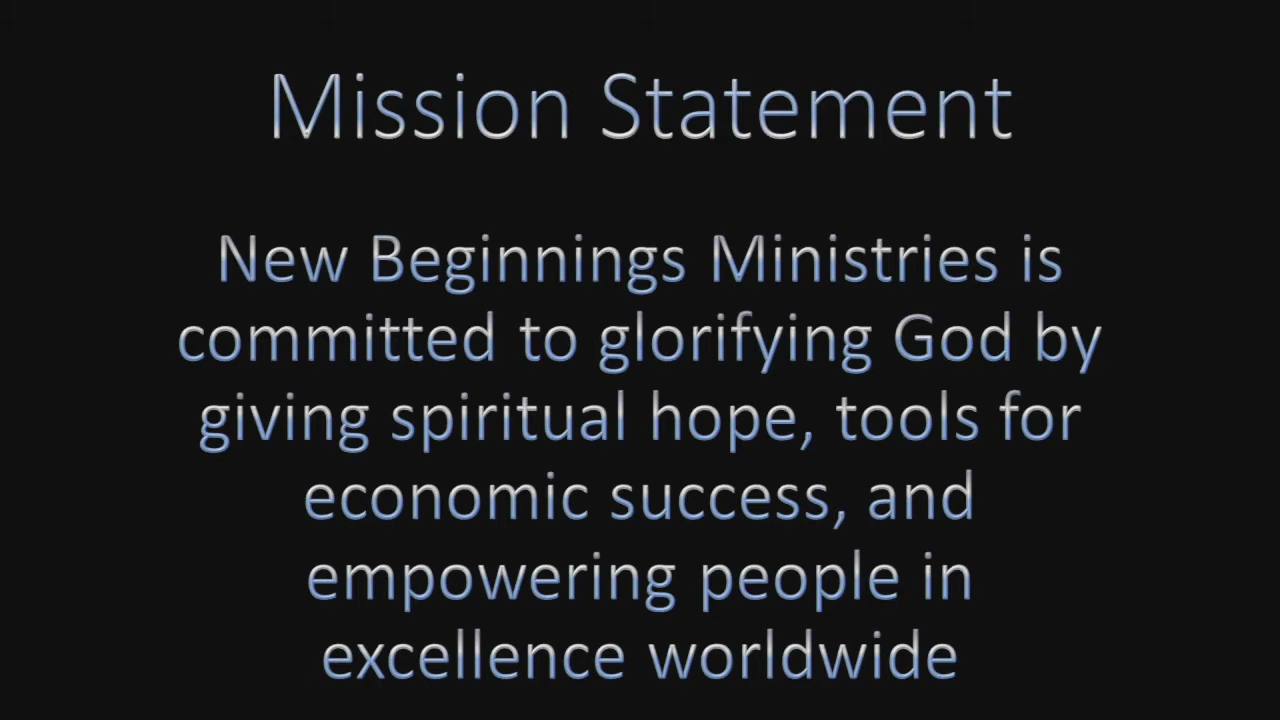 Mission Statement
New Beginnings Ministries is
committed to glorifying God by
giving spiritual hope, tools for
economic success, and
empowering people in
excellence worldwide